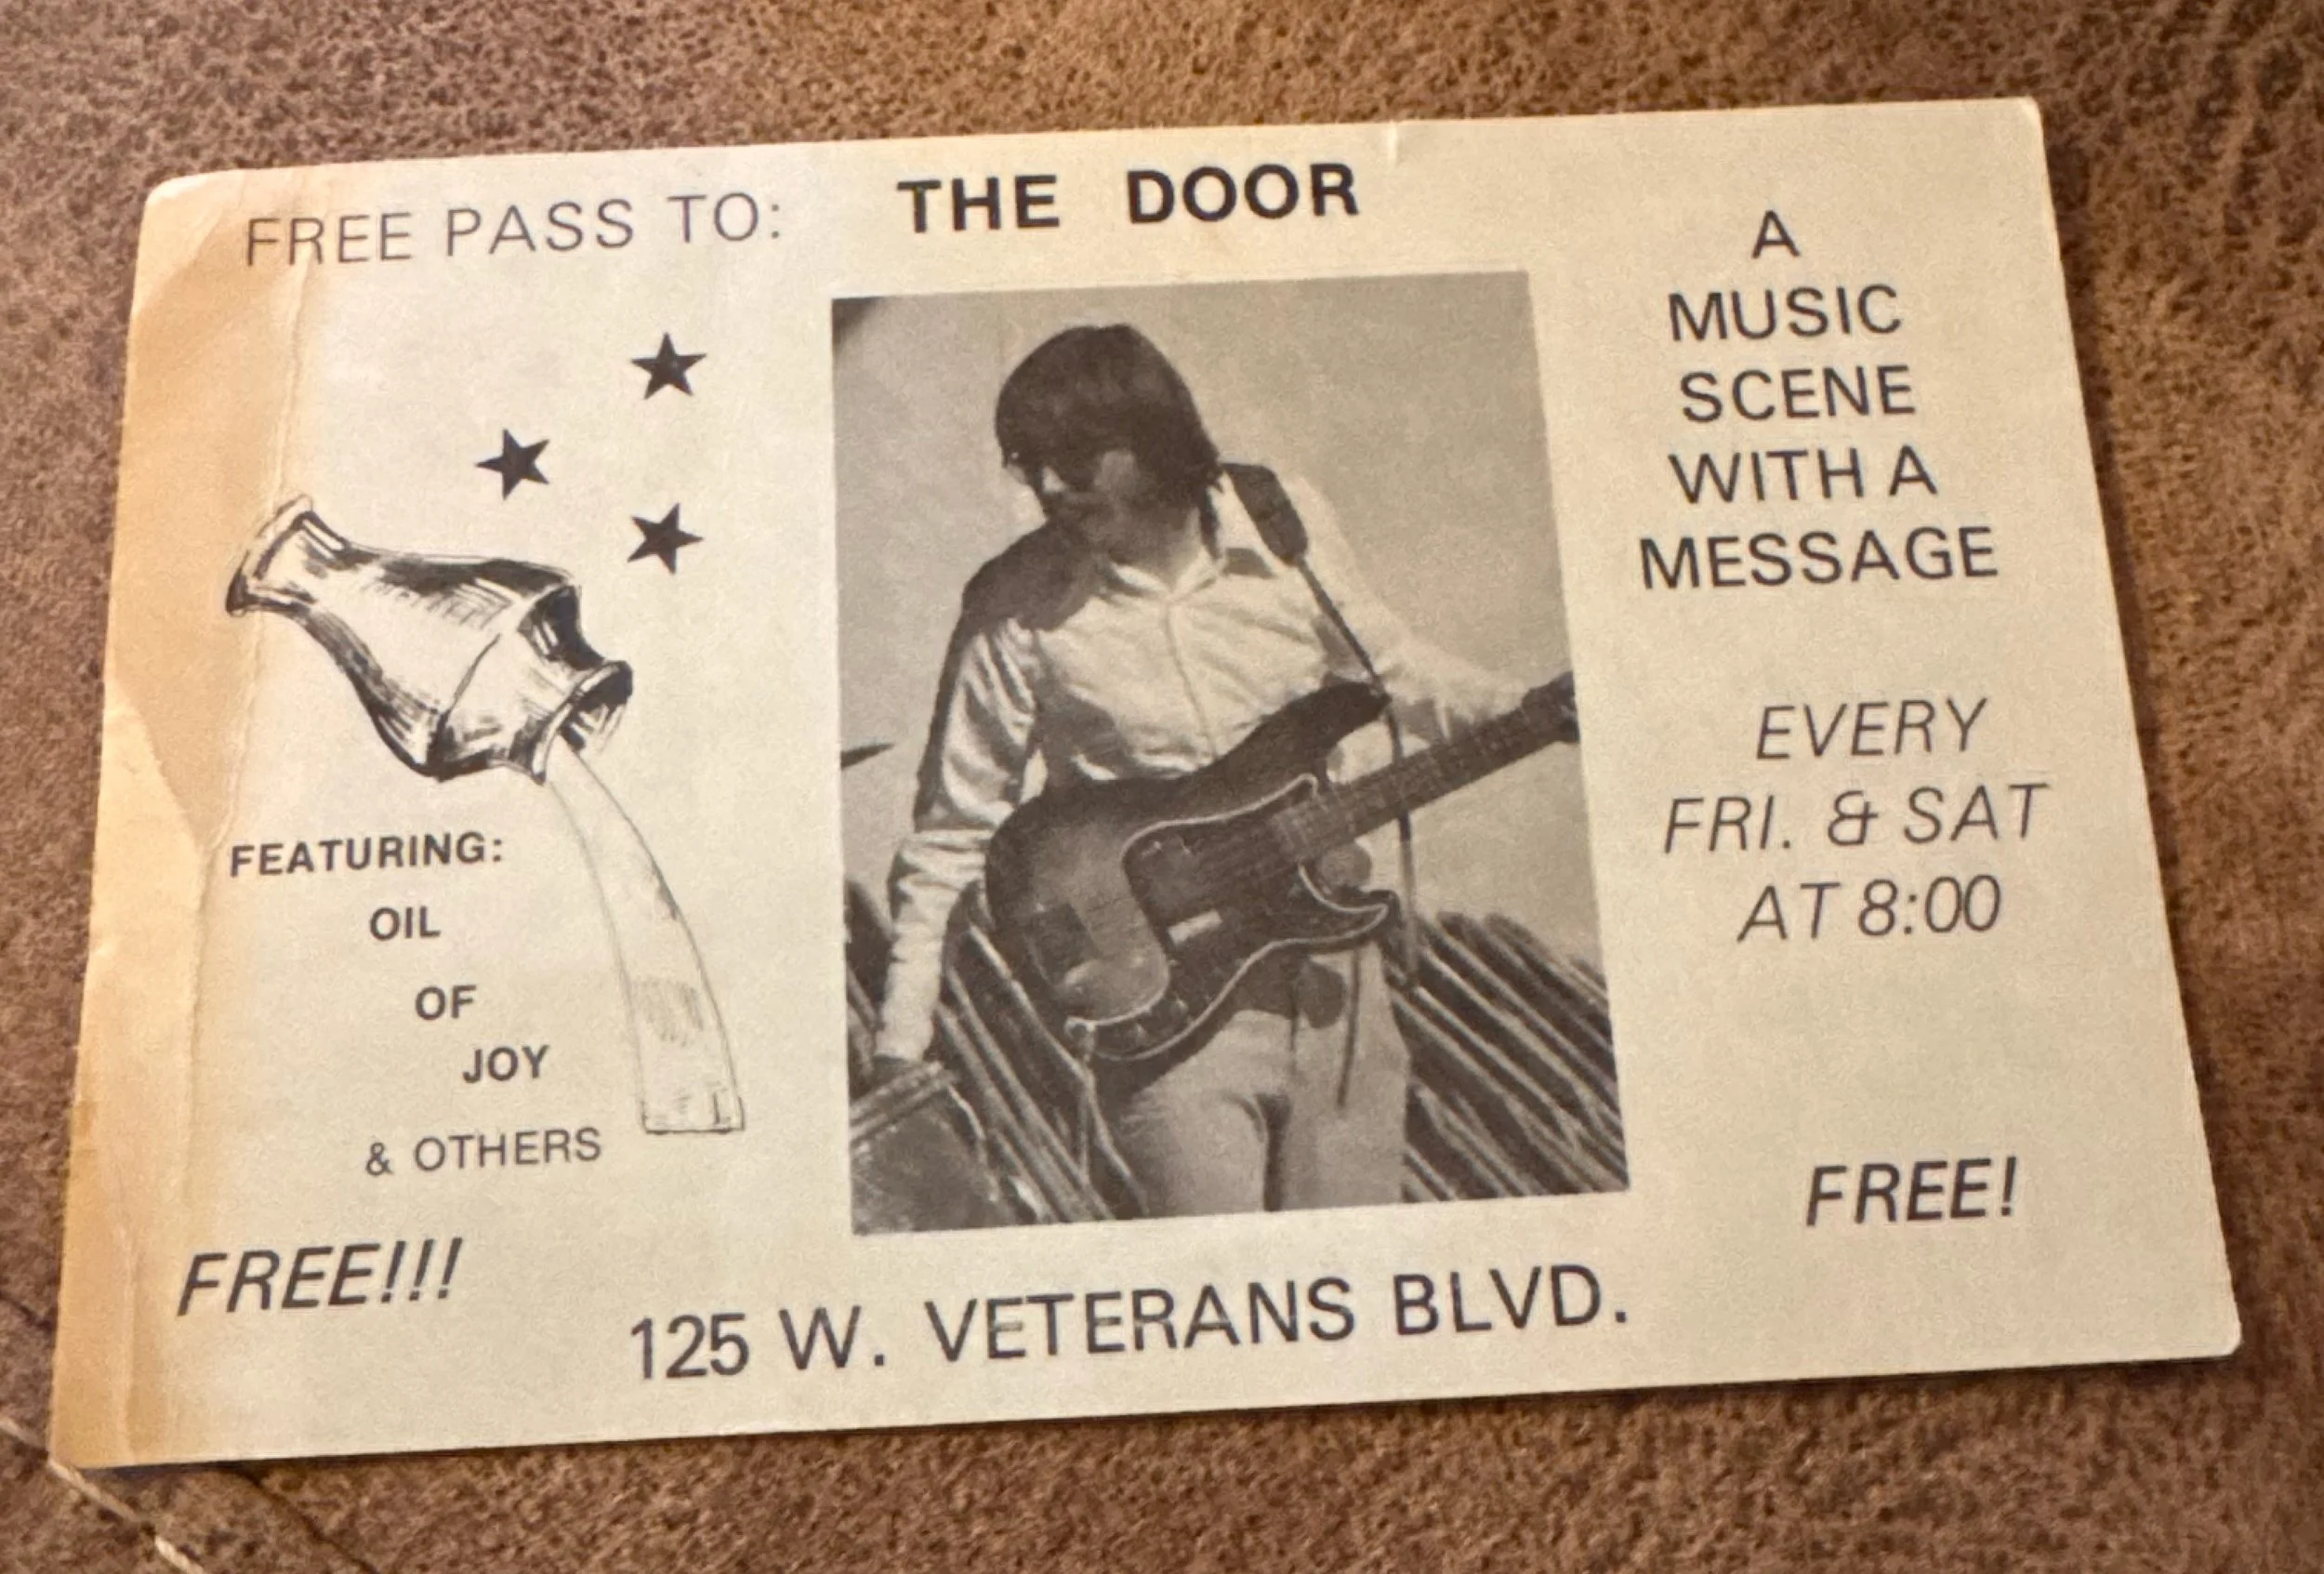 FREE PASS TO: THE DOOR
FEATURING:
OIL
OF
JOY
& OTHERS
FREE!!!
A
MUSIC
SCENE
WITH A
MESSAGE
EVERY
FRI. & SAT
AT 8:00
FREE!
125 W. VETERANS BLVD.